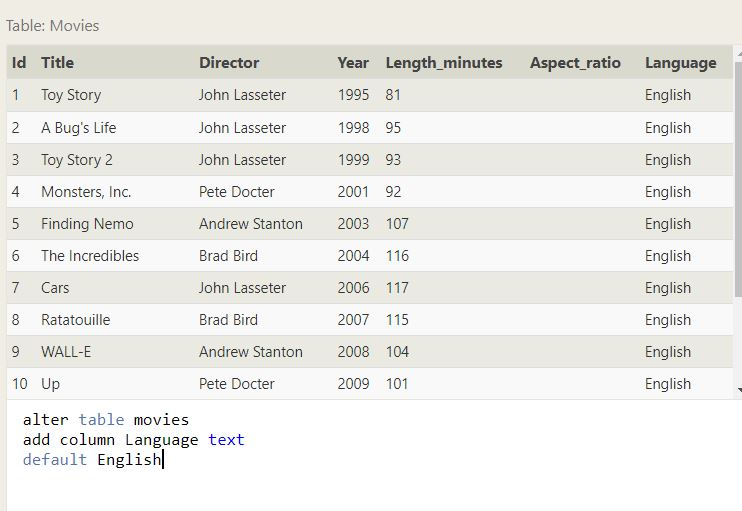 Table: Movies
Id Title Director Year Length_minutes Aspect_ratio Language
1 Toy Story John Lasseter 1995 81 English
2 A Bug's Life John Lasseter 1998 95 English
3 Toy Story 2 John Lasseter 1999 93 English
4 Monsters, Inc. Pete Docter 2001 92 English
5 Finding Nemo Andrew Stanton 2003 107 English
6 The Incredibles Brad Bird 2004 116 English
7 Cars John Lasseter 2006 117 English
8 Ratatouille Brad Bird 2007 115 English
9 WALL-E Andrew Stanton 2008 104 English
10 Up Pete Docter 2009 101 English
alter table movies
add column Language text
default English